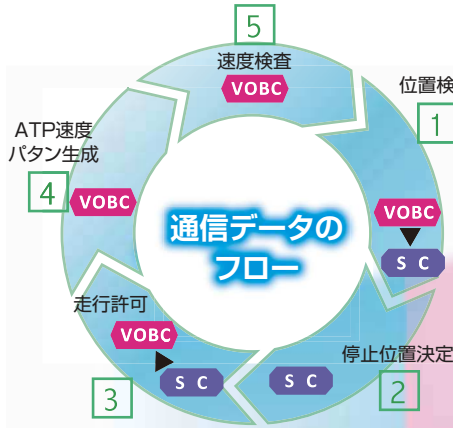 5
速度検査
VOBC
位置検
1
VOBC
S C
停止位置決定
2
S C
走行許可
VOBC
S C
3
ATP速度
パタン生成
4
VOBC
通信データの
フロー